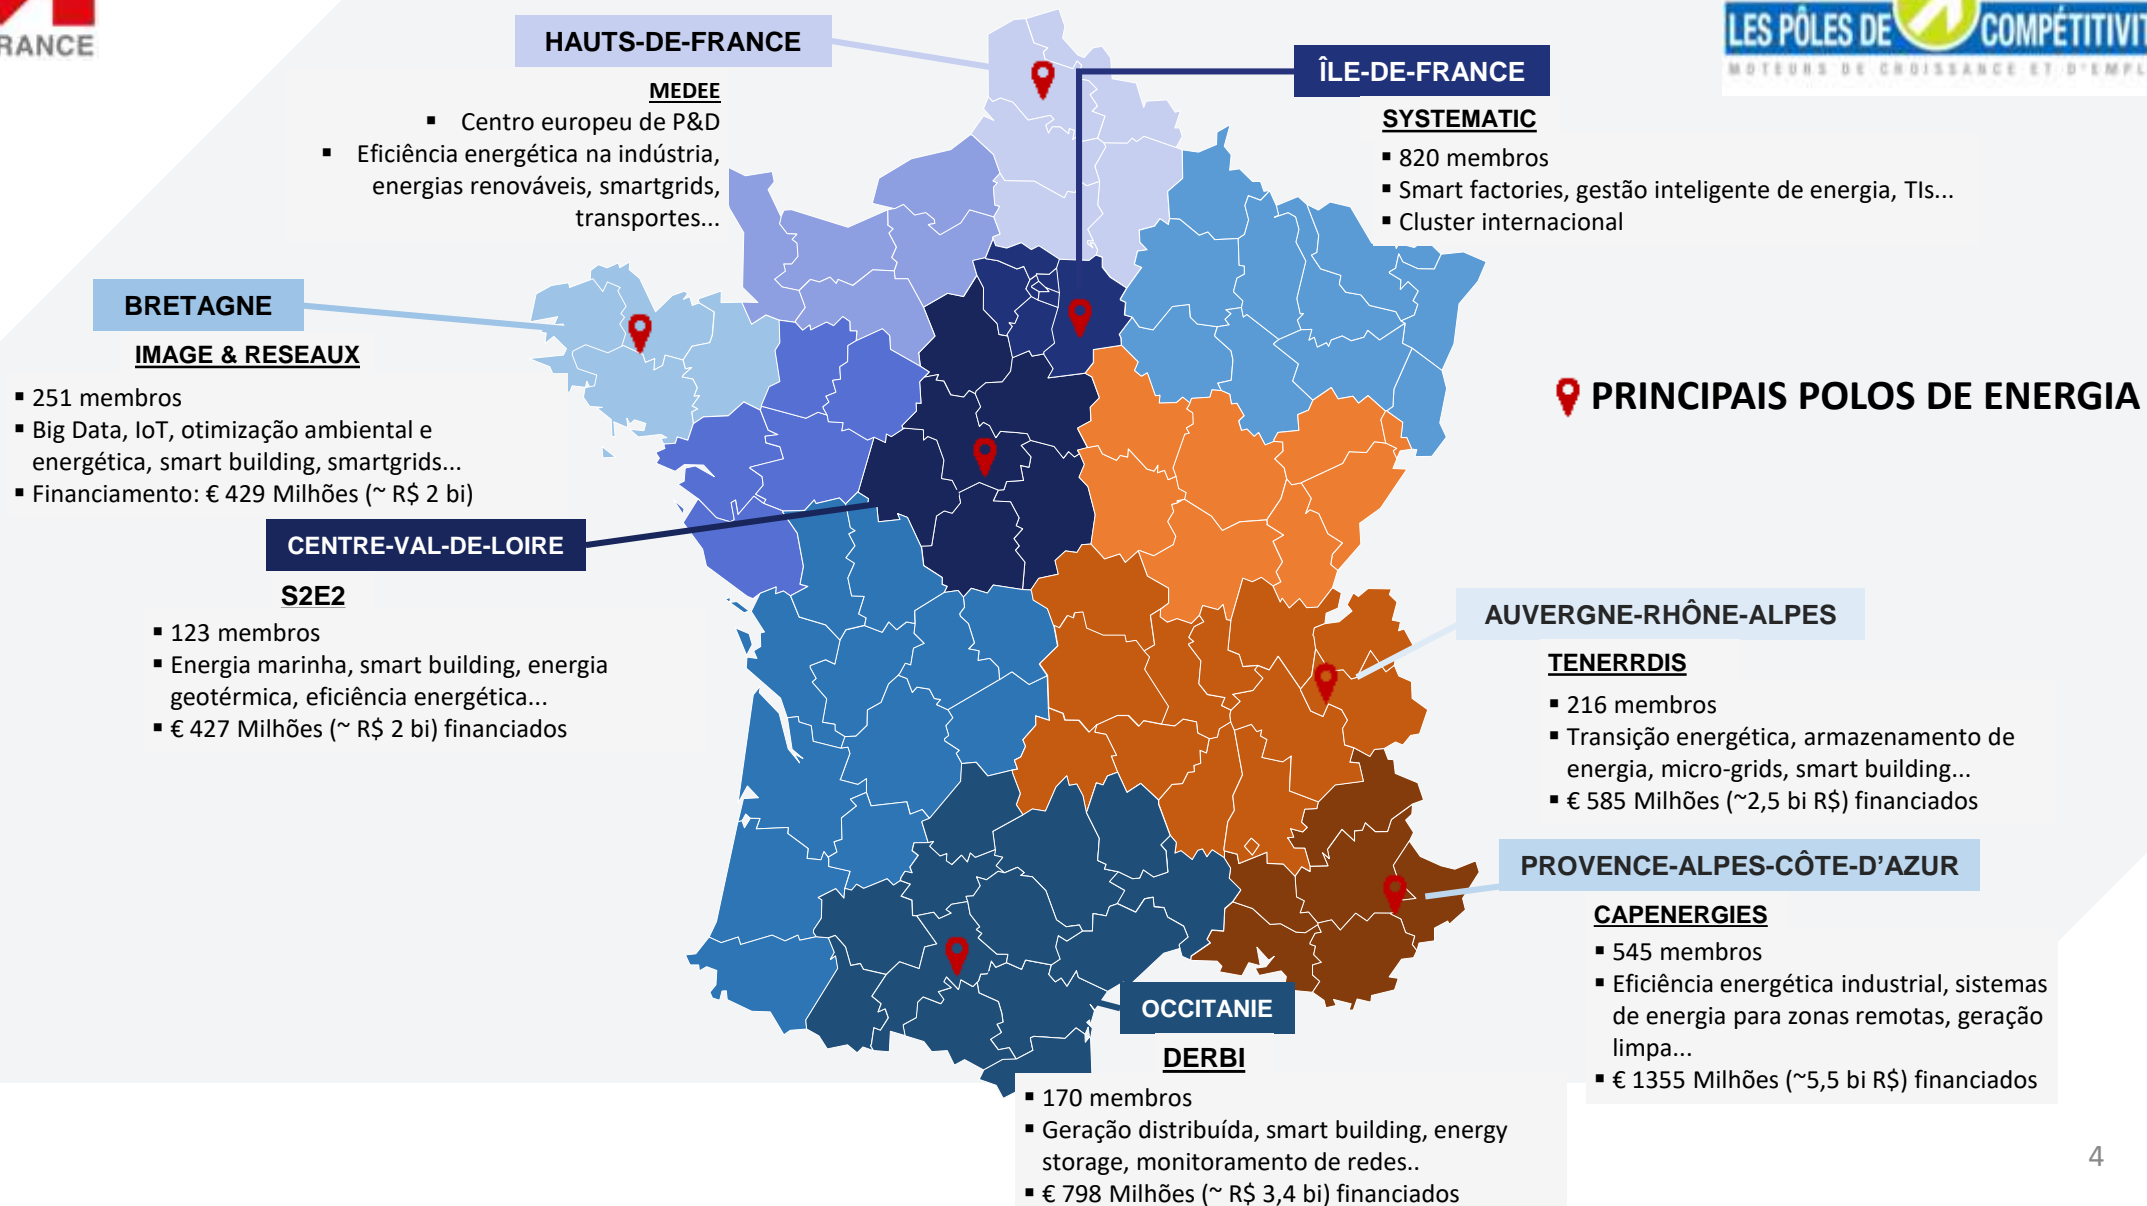 RANCE
LES PÔLES DE COMPÉTITIVIT
MOTEURS DE CROISSANCE ET D'EMPL
HAUTS-DE-FRANCE
MEDEE
▪ Centro europeu de P&D
▪ Eficiência energética na indústria,
energias renováveis, smartgrids,
transportes...
ÎLE-DE-FRANCE
SYSTEMATIC
▪ 820 membros
▪ Smart factories, gestão inteligente de energia, TIs...
▪ Cluster internacional
BRETAGNE
IMAGE & RESEAUX
▪ 251 membros
▪ Big Data, IoT, otimização ambiental e
energética, smart building, smartgrids...
▪ Financiamento: € 429 Milhões (~ R$ 2 bi)
PRINCIPAIS POLOS DE ENERGIA
CENTRE-VAL-DE-LOIRE
S2E2
▪ 123 membros
▪ Energia marinha, smart building, energia
geotérmica, eficiência energética...
▪ € 427 Milhões (~ R$ 2 bi) financiados
AUVERGNE-RHÔNE-ALPES
TENERRDIS
▪ 216 membros
▪ Transição energética, armazenamento de
energia, micro-grids, smart building...
▪ € 585 Milhões (~2,5 bi R$) financiados
PROVENCE-ALPES-CÔTE-D'AZUR
CAPENERGIES
▪ 545 membros
▪ Eficiência energética industrial, sistemas
de energia para zonas remotas, geração
limpa...
▪ € 1355 Milhões (~5,5 bi R$) financiados
OCCITANIE
DERBI
▪ 170 membros
▪ Geração distribuída, smart building, energy
storage, monitoramento de redes..
▪ € 798 Milhões (~ R$ 3,4 bi) financiados
4